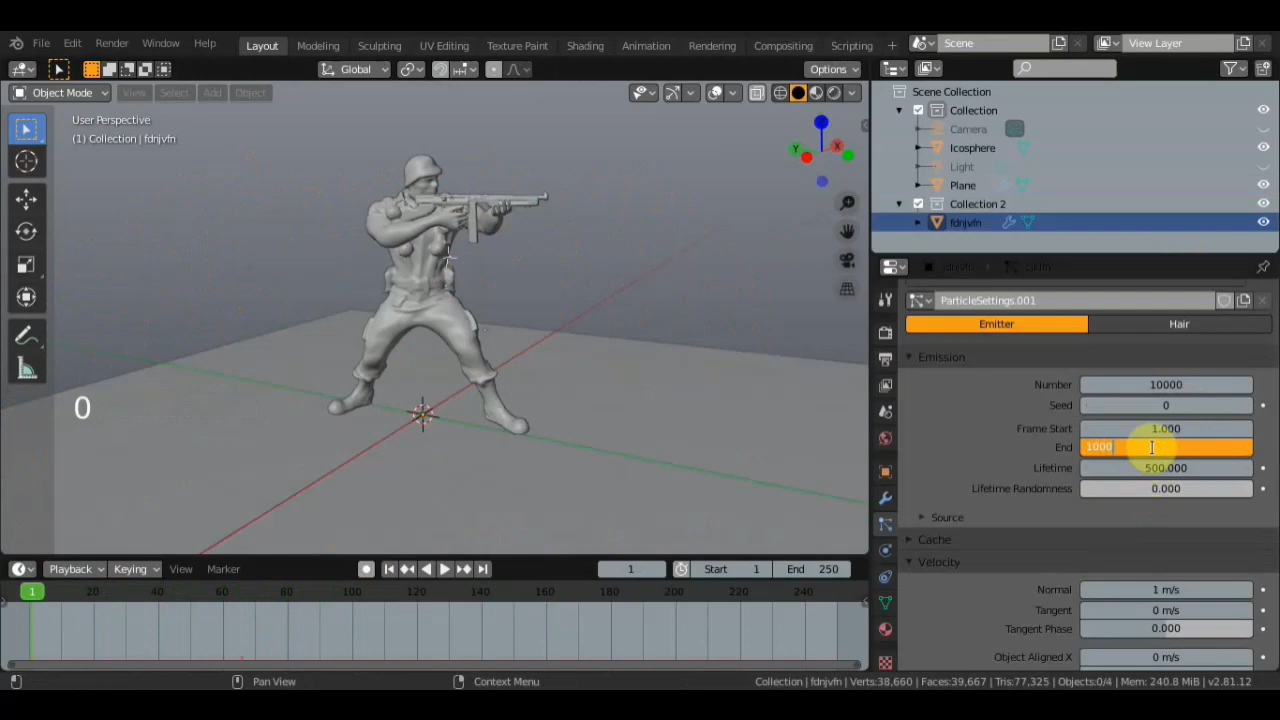 File Edit Render Window Help Layout Modeling Sculpting UV Editing Texture Paint Shading Animation Rendering Compositing Scripting + Scene View Layer
Global Options
Object Mode View Select Add Object
User Perspective
(1) Collection | fdnjvfn
Z
Y X
0
Scene Collection
Collection
Camera
Icosphere
Light
Plane
Collection 2
fdnjvfn
fdnjvfn
ParticleSettings.001
Emitter Hair
Emission
Number 10000
Seed 0
Frame Start 1.000
End 1000
Lifetime 500.000
Lifetime Randomness 0.000
Source
Cache
Velocity
Normal 1 m/s
Tangent 0 m/s
Tangent Phase 0.000
Object Aligned X 0 m/s
Playback Keying View Marker 1 Start 1 End 250
1 20 40 60 80 100 120 140 160 180 200 220 240
Pan View Context Menu Collection | fdnjvfn | Verts:38,660 | Faces:39,667 | Tris:77,325 | Objects:0/4 | Mem: 240.8 MiB | v2.81.12